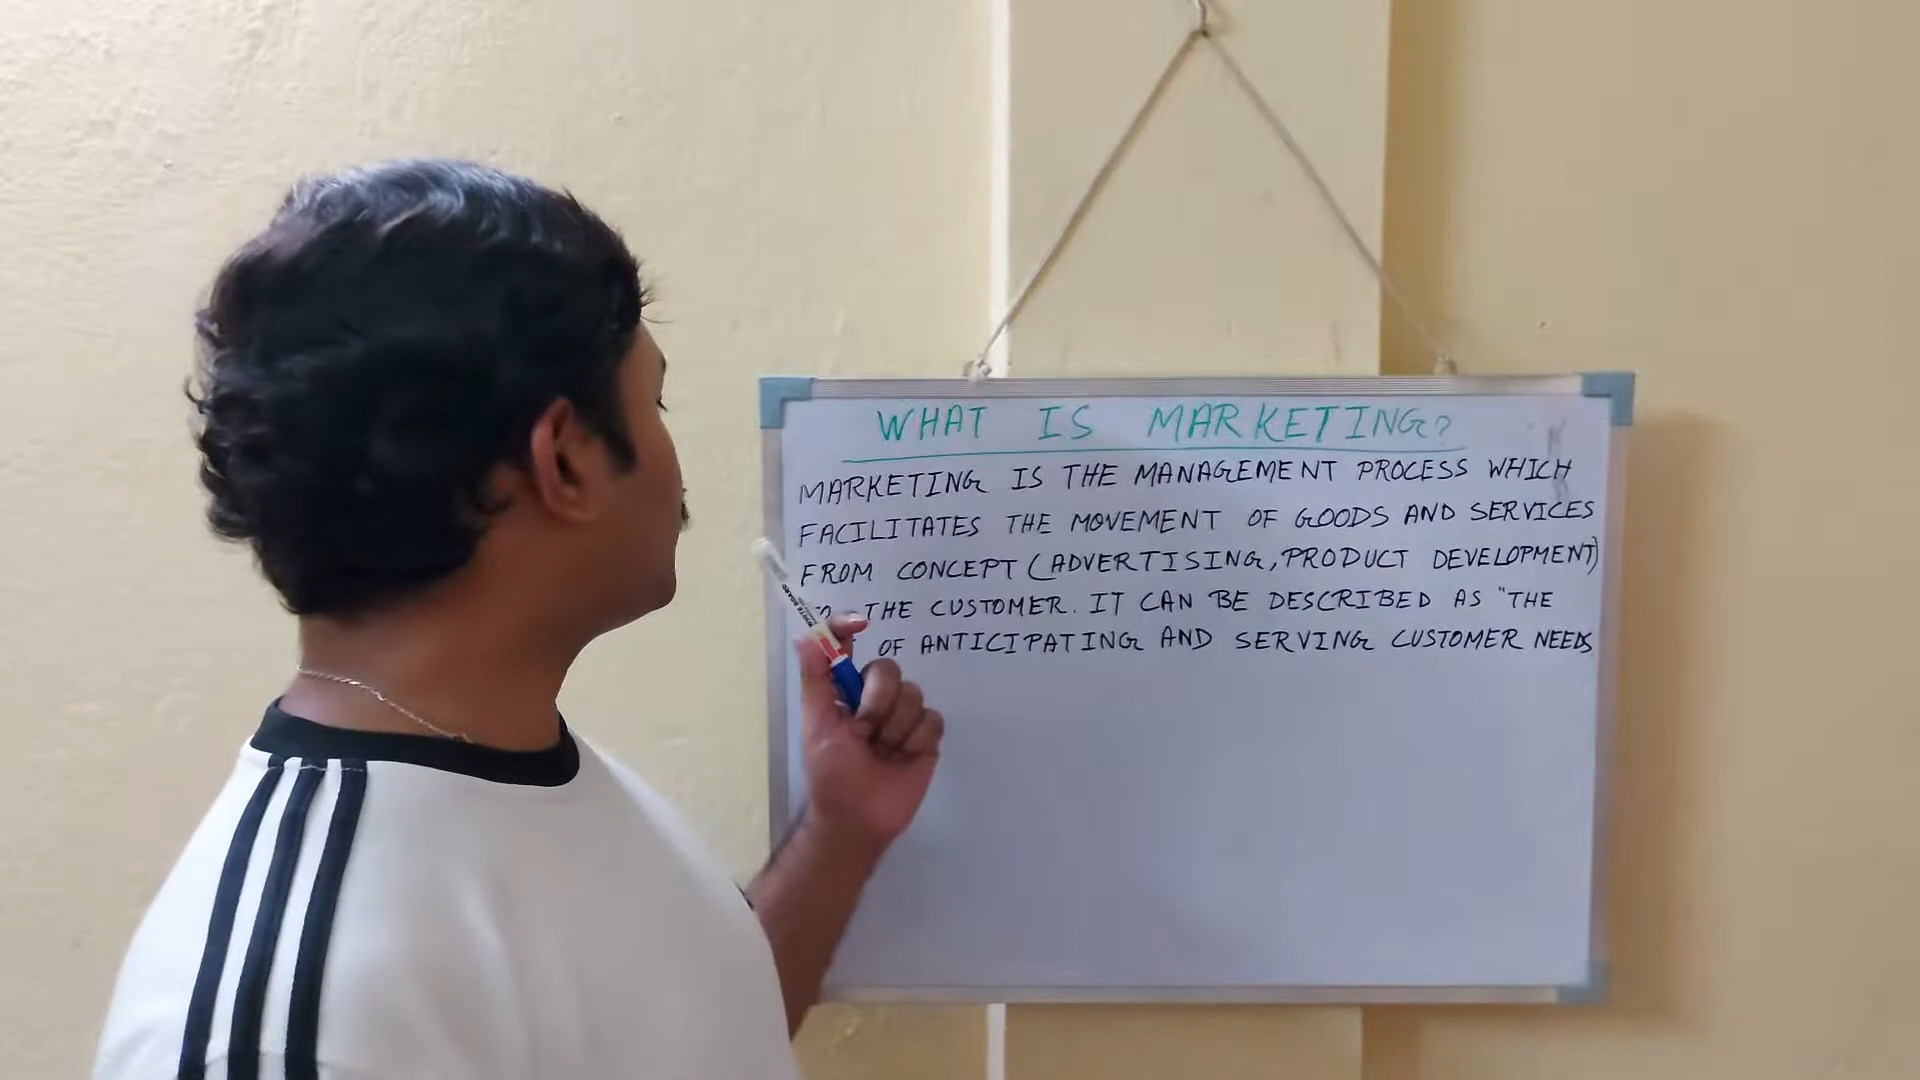 WHAT IS MARKETING?
MARKETING IS THE MANAGEMENT PROCESS WHICH
FACILITATES THE MOVEMENT OF GOODS AND SERVICES
FROM CONCEPT (ADVERTISING, PRODUCT DEVELOPMENT)
THE CUSTOMER. IT CAN BE DESCRIBED AS "THE
OF ANTICIPATING AND SERVING CUSTOMER NEEDS